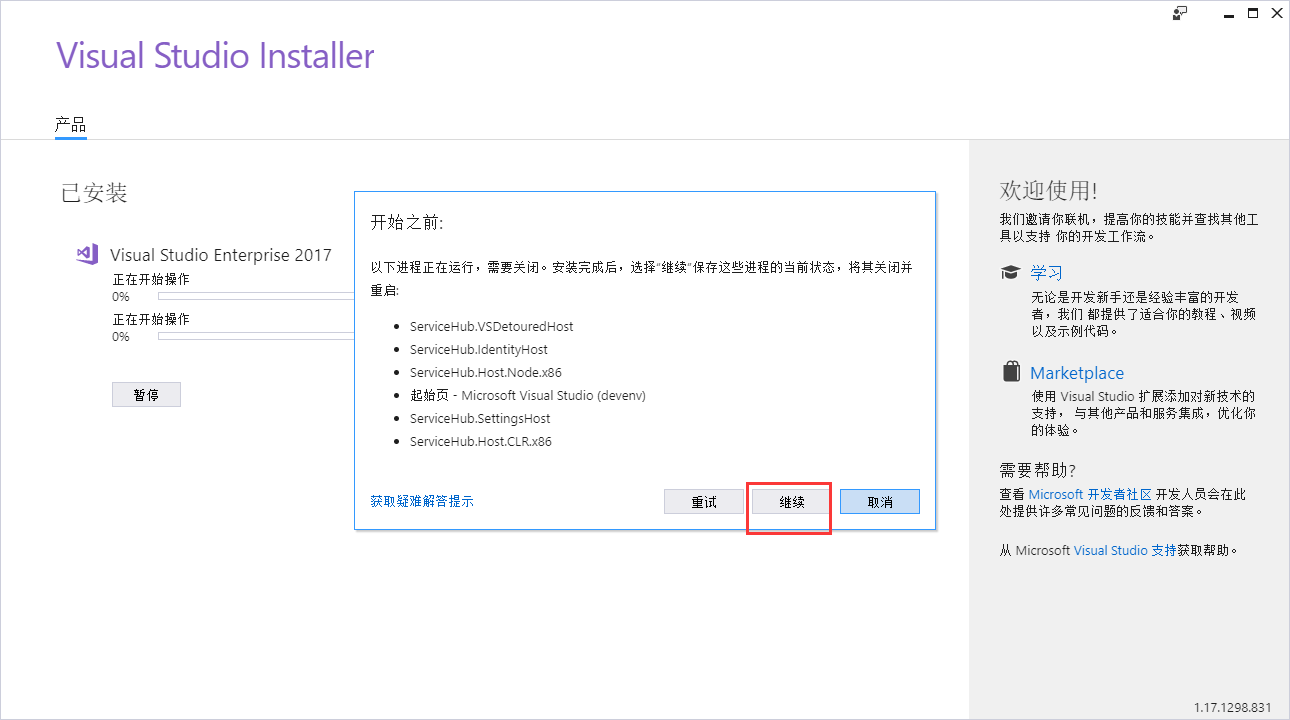 Visual Studio Installer
产品
已安装
Visual Studio Enterprise 2017
正在开始操作
0%
正在开始操作
0%
暂停
开始之前:
以下进程正在运行，需要关闭。安装完成后，选择“继续”保存这些进程的当前状态，将其关闭并
重启:
ServiceHub.VSDetouredHost
ServiceHub.IdentityHost
ServiceHub.Host.Node.x86
起始页 - Microsoft Visual Studio (devenv)
ServiceHub.SettingsHost
ServiceHub.Host.CLR.x86
获取疑难解答提示
重试
继续
取消
欢迎使用!
我们邀请你联机，提高你的技能并查找其他工
具以支持 你的开发工作流。
学习
无论是开发新手还是经验丰富的开发
者，我们 都提供了适合你的教程、视频
以及示例代码。
Marketplace
使用 Visual Studio 扩展添加对新技术的
支持， 与其他产品和服务集成，优化你
的体验。
需要帮助?
查看 Microsoft 开发者社区 开发人员会在此
处提供许多常见问题的反馈和答案。
从 Microsoft Visual Studio 支持获取帮助。
1.17.1298.831